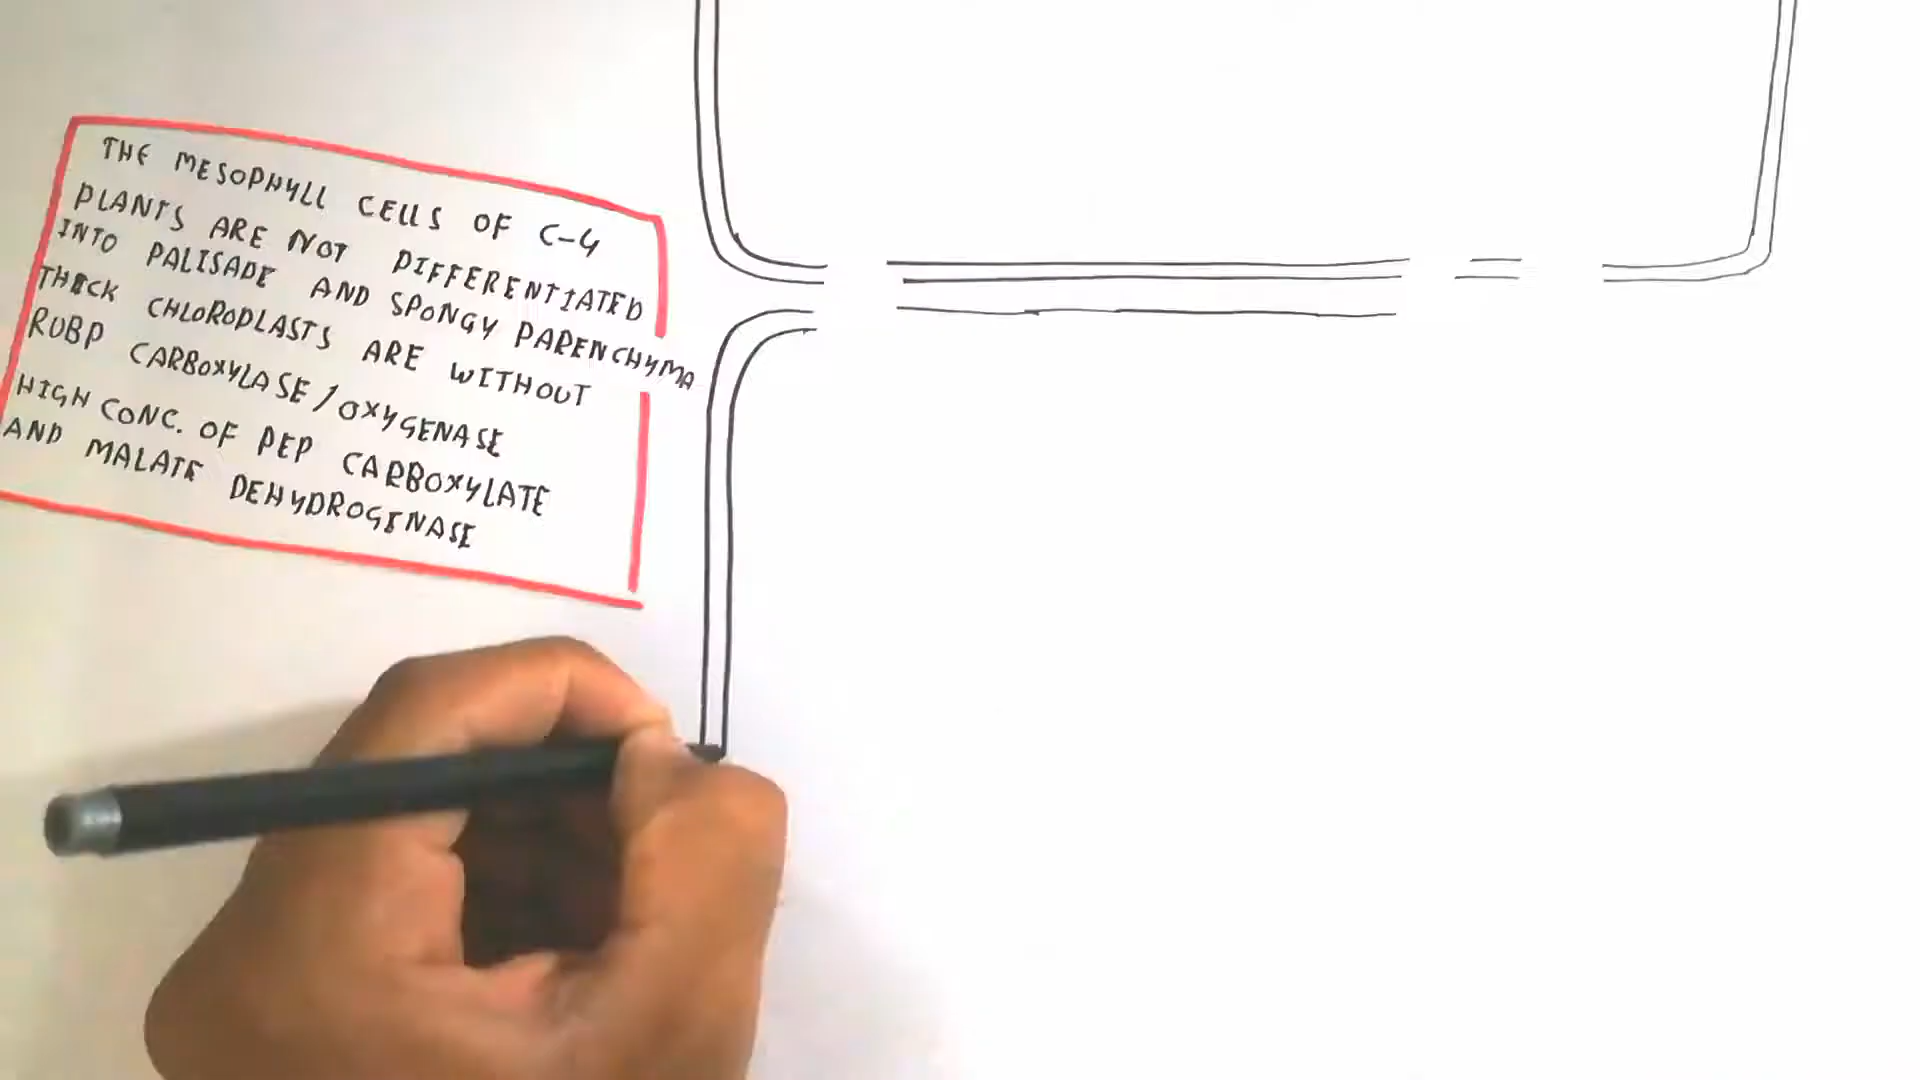 THE MESOPHYLL CELLS OF C-4
PLANTS ARE NOT DIFFERENTIATED
INTO PALISADE AND SPONGY PARENCHYMA
THICK CHLOROPLASTS ARE WITHOUT
RUBP CARBOXYLASE/OXYGENASE
HIGH CONC. OF PEP CARBOXYLATE
AND MALATE DEHYDROGENASE